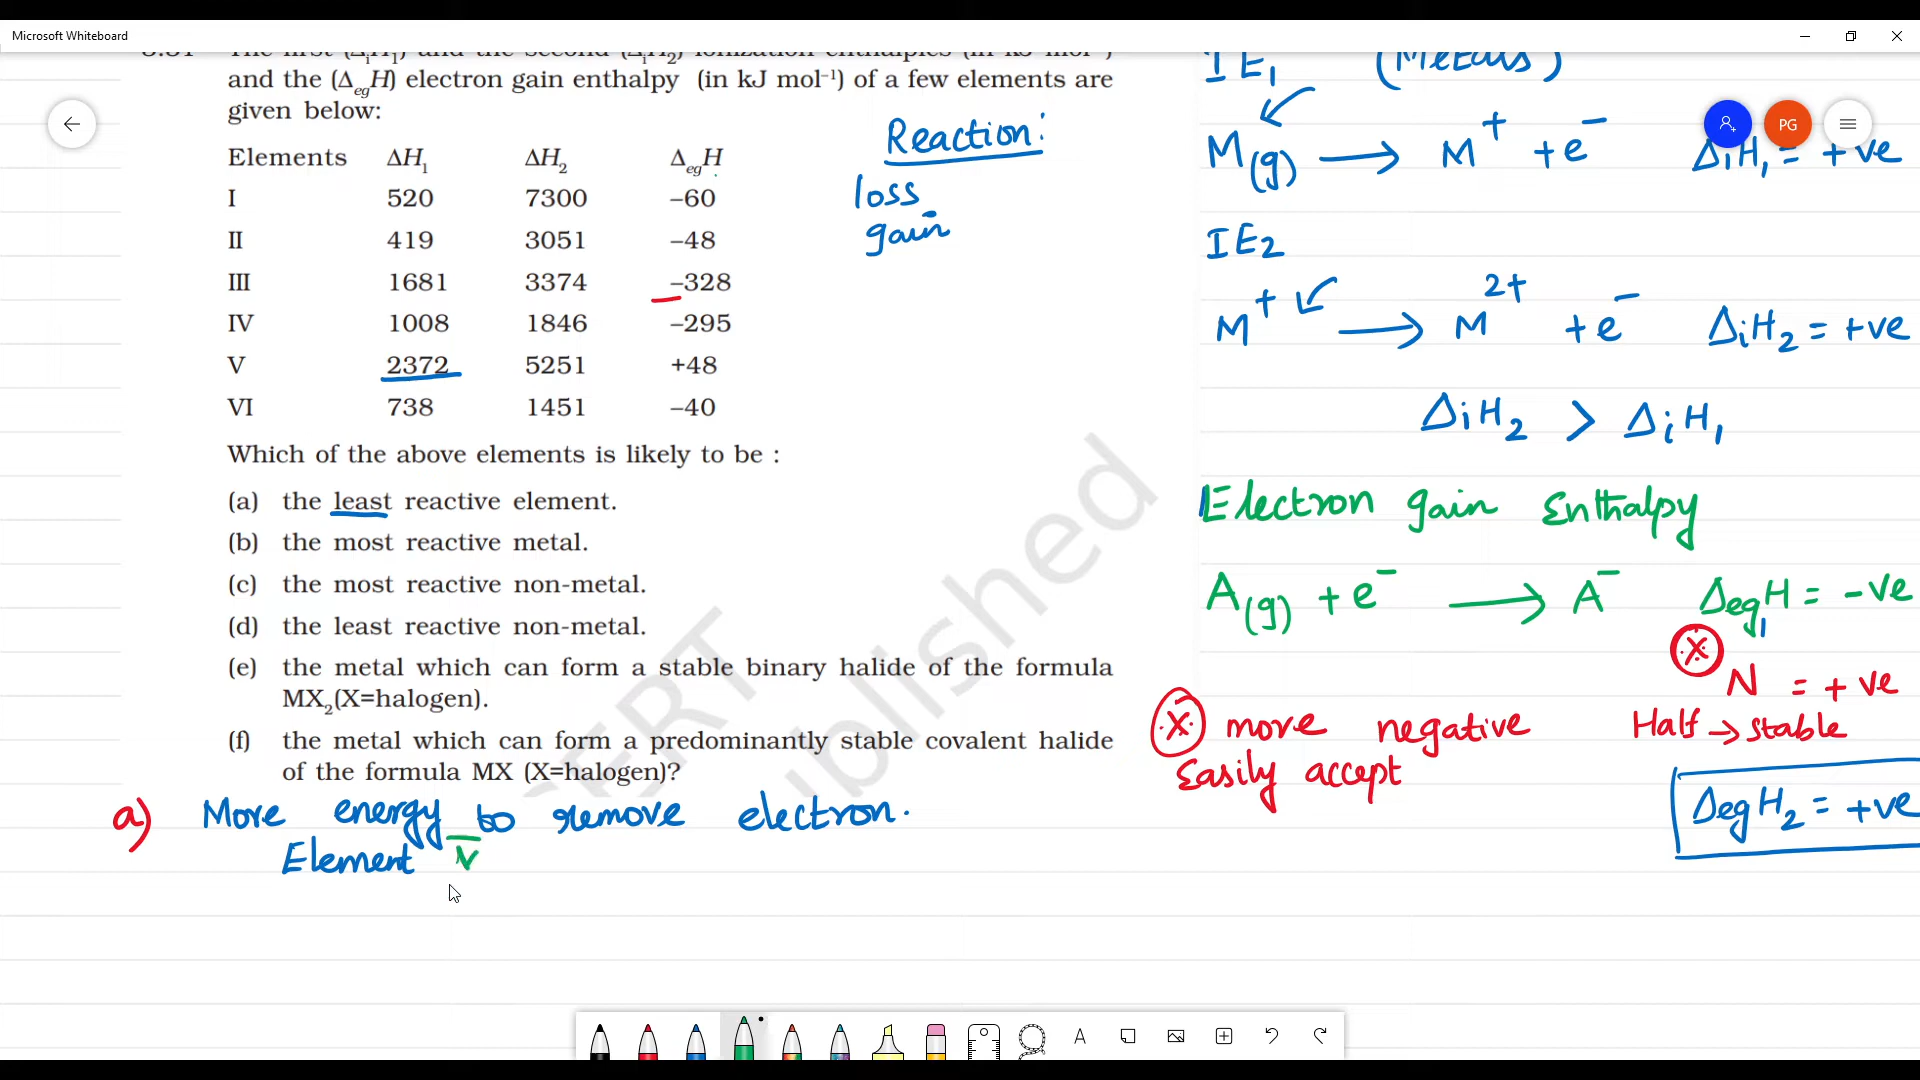 Microsoft Whiteboard
and the (ΔegH) electron gain enthalpy (in kJ mol⁻¹) of a few elements are
given below:
Elements ΔH₁ ΔH₂ ΔegH
I 520 7300 –60
II 419 3051 –48
III 1681 3374 –328
IV 1008 1846 –295
V 2372 5251 +48
VI 738 1451 –40
Which of the above elements is likely to be :
(a) the least reactive element.
(b) the most reactive metal.
(c) the most reactive non-metal.
(d) the least reactive non-metal.
(e) the metal which can form a stable binary halide of the formula
MX₂(X=halogen).
(f) the metal which can form a predominantly stable covalent halide
of the formula MX (X=halogen)?
a) More energy to remove electron.
Element V
Reaction:
loss
gain
IE₁ (Metals)
M(g) → M⁺ + e⁻ ΔiH₁ = +ve
PG
IE₂
M⁺ → M²⁺ + e⁻ ΔiH₂ = +ve
ΔiH₂ > ΔiH₁
Electron gain Enthalpy
A(g) + e⁻ → A⁻ ΔegH₁ = -ve
X N = +ve
X more negative Half → stable
Easily accept
ΔegH₂ = +ve
A